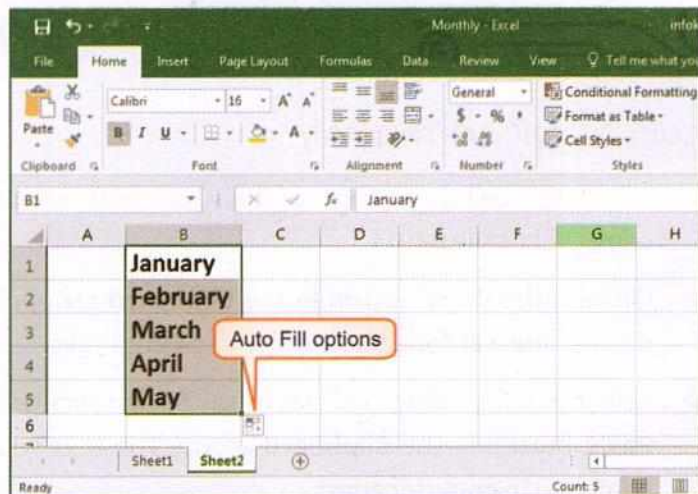 Monthly - Excel
File Home Insert Page Layout Formulas Data Review View Tell me what you
Calibri 16 A A General Conditional Formatting
Paste B I U A $ % , Format as Table
Cell Styles
Clipboard Font Alignment Number Styles
B1 fx January
A B C D E F G H
1 January
2 February
3 March
Auto Fill options
4 April
5 May
6
Sheet1 Sheet2
Ready Count: 5